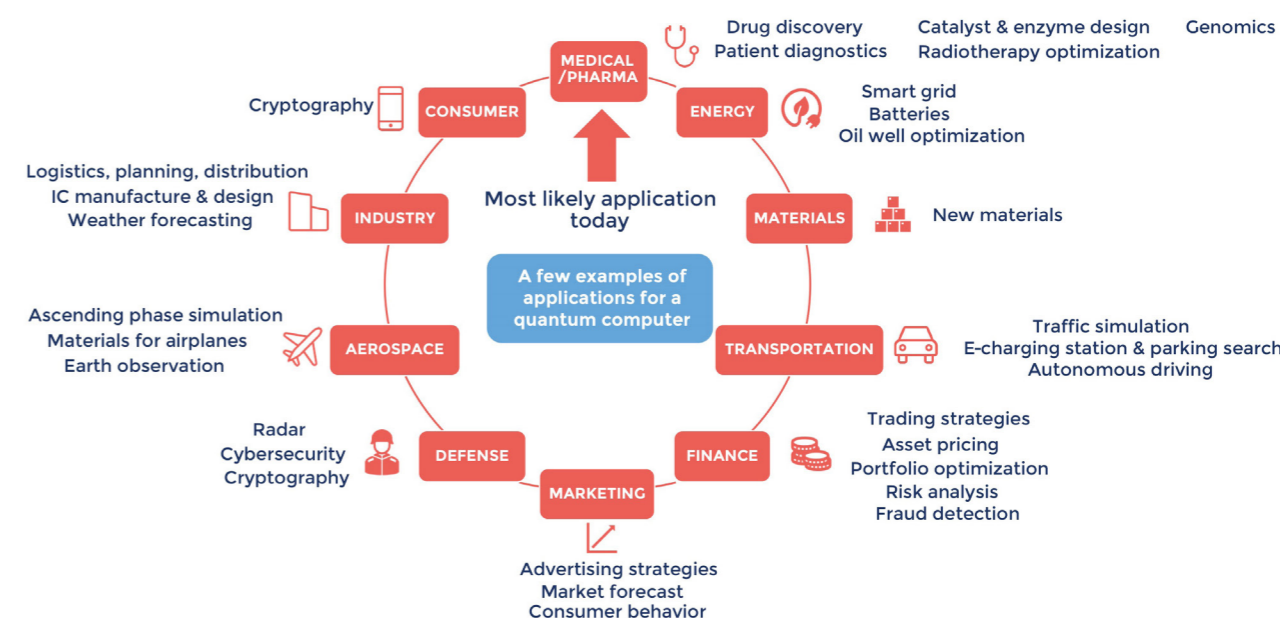 Drug discovery
Patient diagnostics
Catalyst & enzyme design
Radiotherapy optimization
Genomics
MEDICAL
/PHARMA
CONSUMER
Cryptography
ENERGY
Smart grid
Batteries
Oil well optimization
Logistics, planning, distribution
IC manufacture & design
Weather forecasting
INDUSTRY
Most likely application
today
MATERIALS
New materials
A few examples of
applications for a
quantum computer
Ascending phase simulation
Materials for airplanes
Earth observation
AEROSPACE
TRANSPORTATION
Traffic simulation
E-charging station & parking search
Autonomous driving
Radar
Cybersecurity
Cryptography
DEFENSE
FINANCE
Trading strategies
Asset pricing
Portfolio optimization
Risk analysis
Fraud detection
MARKETING
Advertising strategies
Market forecast
Consumer behavior